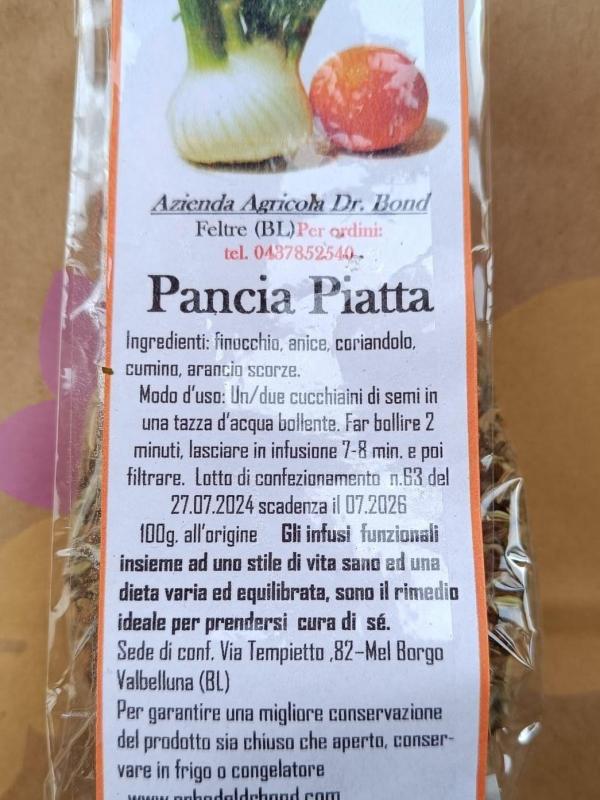 Azienda Agricola Dr. Bond
Feltre (BL)Per ordini:
tel. 0437852540
Pancia Piatta
Ingredienti: finocchio, anice, coriandolo,
cumino, arancio scorze.
Modo d'uso: Un/due cucchiaini di semi in
una tazza d'acqua bollente. Far bollire 2
minuti, lasciare in infusione 7-8 min. e poi
filtrare. Lotto di confezionamento n.63 del
27.07.2024 scadenza il 07.2026
100g. all'origine Gli infusi funzionali
insieme ad uno stile di vita sano ed una
dieta varia ed equilibrata, sono il rimedio
ideale per prendersi cura di sé.
Sede di conf. Via Tempietto ,82–Mel Borgo
Valbelluna (BL)
Per garantire una migliore conservazione
del prodotto sia chiuso che aperto, conser-
vare in frigo o congelatore